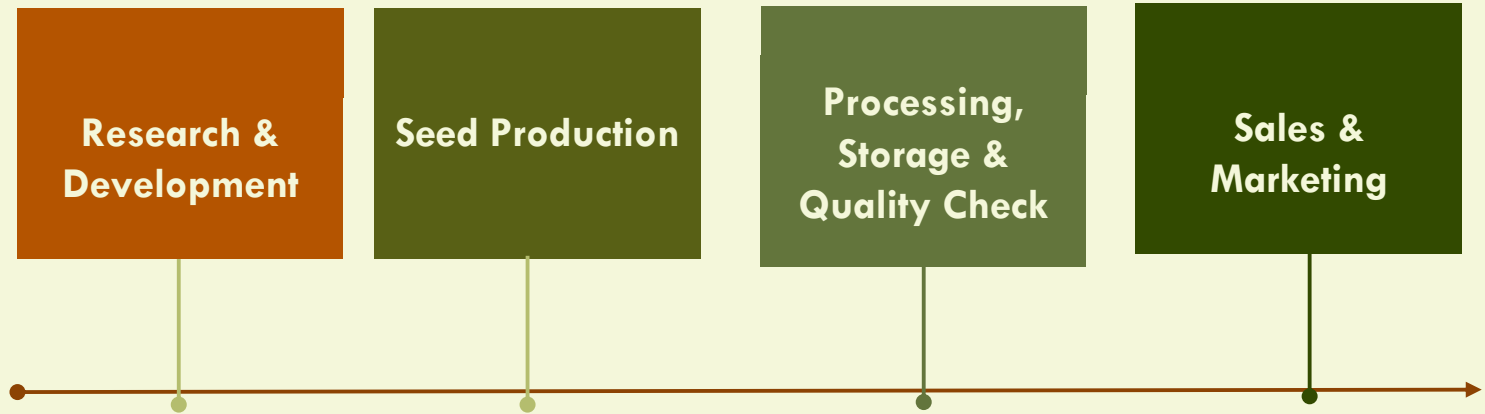 Research &
Development
Seed Production
Processing,
Storage &
Quality Check
Sales &
Marketing